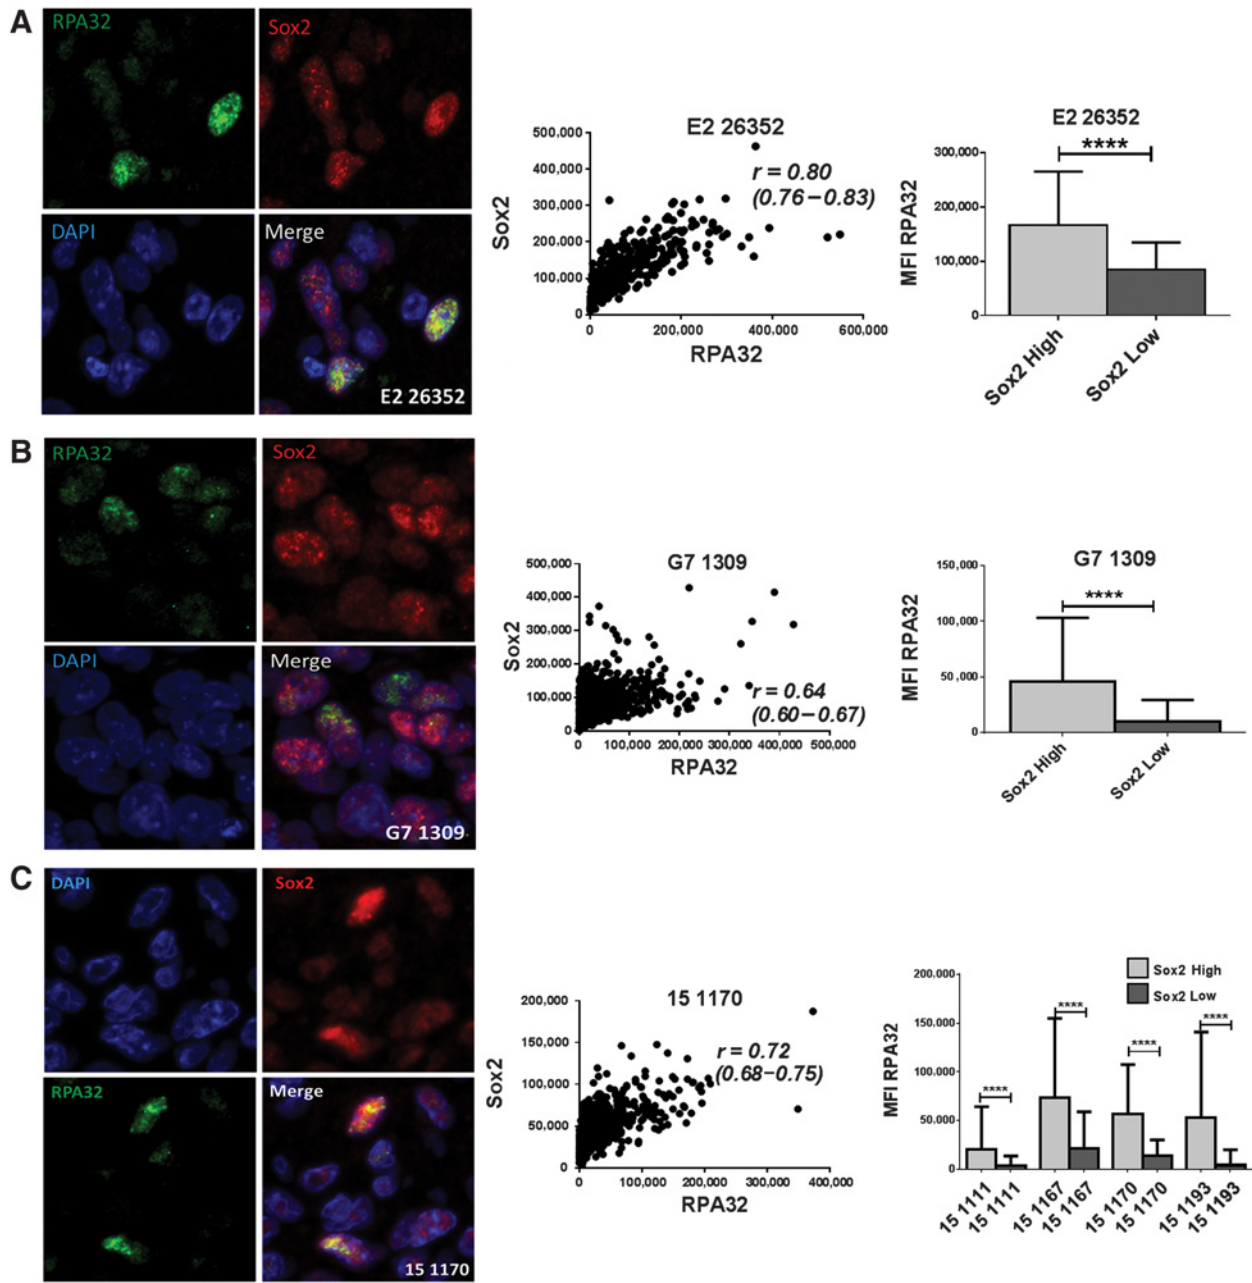 A
RPA32
Sox2
DAPI
Merge
E2 26352
E2 26352
r = 0.80
(0.76–0.83)
Sox2
500,000
400,000
300,000
200,000
100,000
0
0
200,000
400,000
600,000
RPA32
E2 26352
****
MFI RPA32
300,000
200,000
100,000
0
Sox2 High
Sox2 Low
B
RPA32
Sox2
DAPI
Merge
G7 1309
G7 1309
r = 0.64
(0.60–0.67)
Sox2
500,000
400,000
300,000
200,000
100,000
0
0
100,000
200,000
300,000
400,000
500,000
RPA32
G7 1309
****
MFI RPA32
150,000
100,000
50,000
0
Sox2 High
Sox2 Low
C
DAPI
Sox2
RPA32
Merge
15 1170
15 1170
r = 0.72
(0.68–0.75)
Sox2
200,000
150,000
100,000
50,000
0
0
100,000
200,000
300,000
400,000
RPA32
Sox2 High
Sox2 Low
MFI RPA32
200,000
150,000
100,000
50,000
0
****
****
****
****
15 1111
15 1111
15 1167
15 1167
15 1170
15 1170
15 1193
15 1193